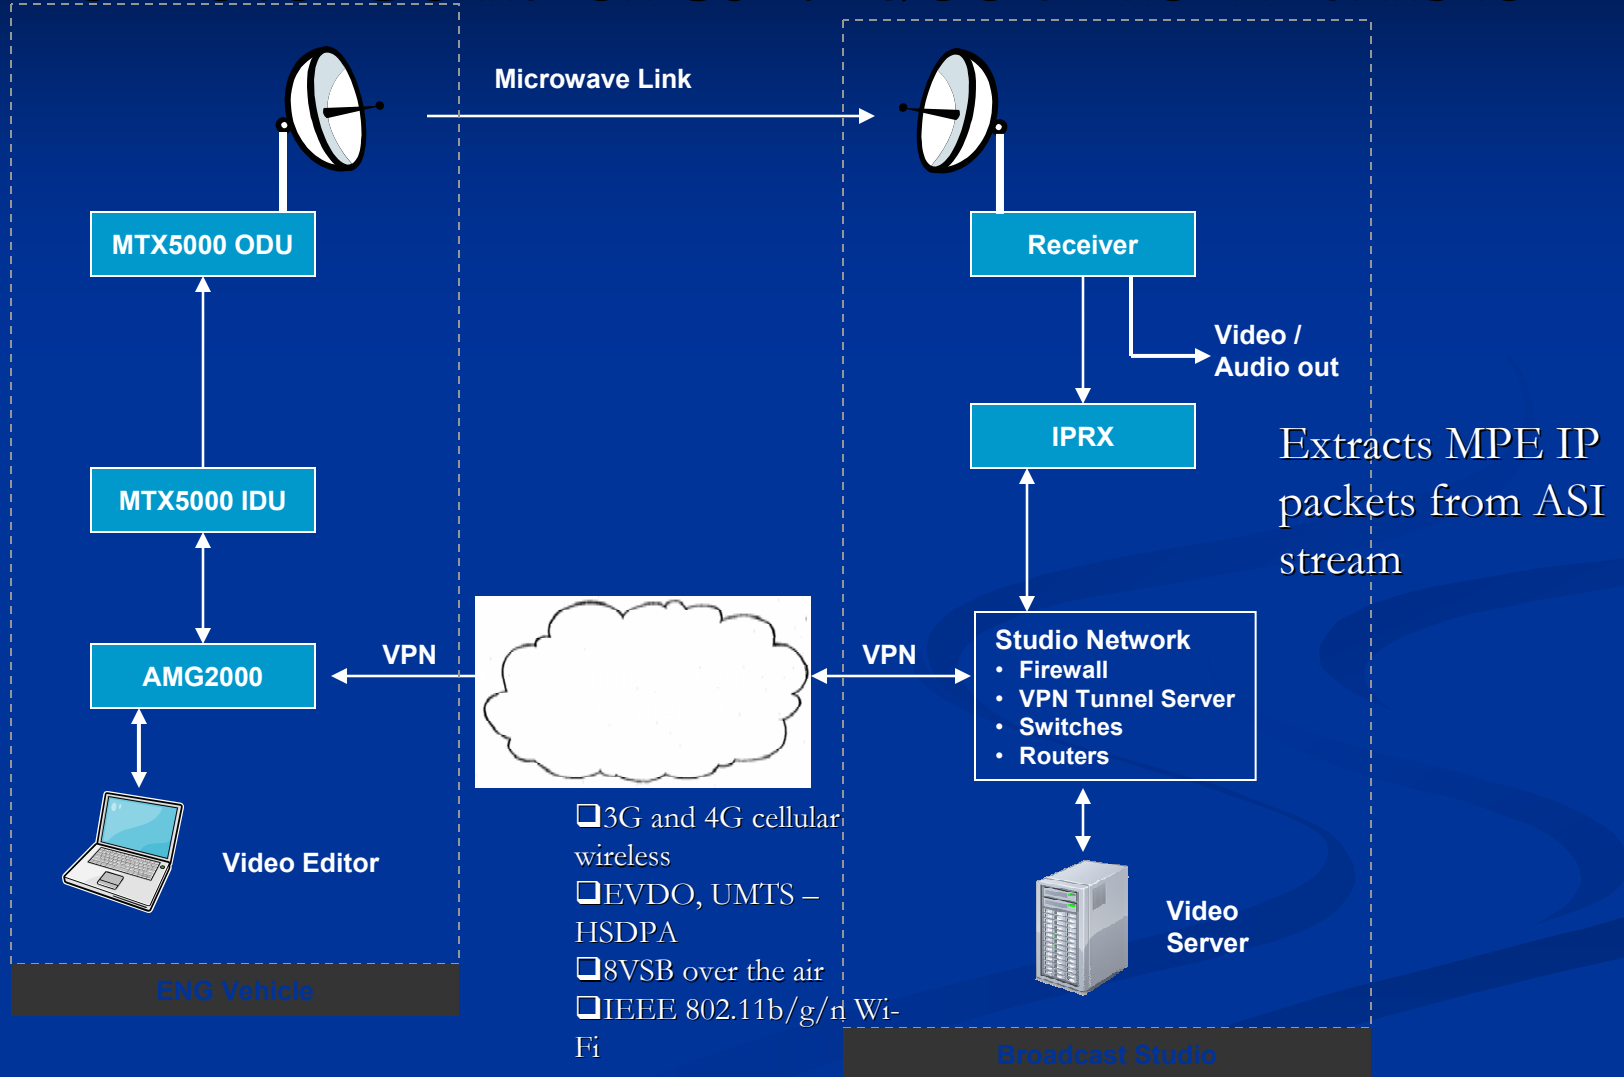 Microwave Link
MTX5000 ODU
Receiver
Video /
Audio out
IPRX
Extracts MPE IP
packets from ASI
stream
MTX5000 IDU
AMG2000
VPN
VPN
Studio Network
• Firewall
• VPN Tunnel Server
• Switches
• Routers
Video Editor
❑3G and 4G cellular
wireless
❑EVDO, UMTS –
HSDPA
❑8VSB over the air
❑IEEE 802.11b/g/n Wi-
Fi
Video
Server
ENG Vehicle
Broadcast Studio